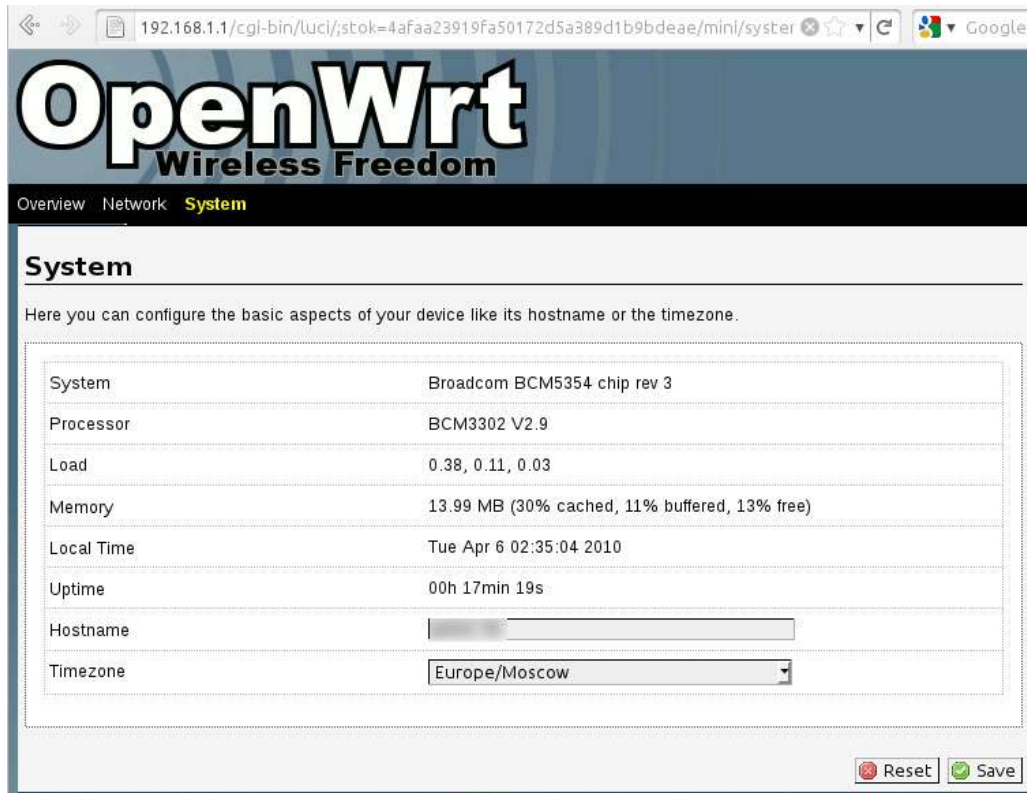 192.168.1.1/cgi-bin/luci/;stok=4afaa23919fa50172d5a389d1b9bdeae/mini/syster Google
OpenWrt
Wireless Freedom
Overview Network System
System
Here you can configure the basic aspects of your device like its hostname or the timezone.
System Broadcom BCM5354 chip rev 3
Processor BCM3302 V2.9
Load 0.38, 0.11, 0.03
Memory 13.99 MB (30% cached, 11% buffered, 13% free)
Local Time Tue Apr 6 02:35:04 2010
Uptime 00h 17min 19s
Hostname
Timezone Europe/Moscow
Reset Save